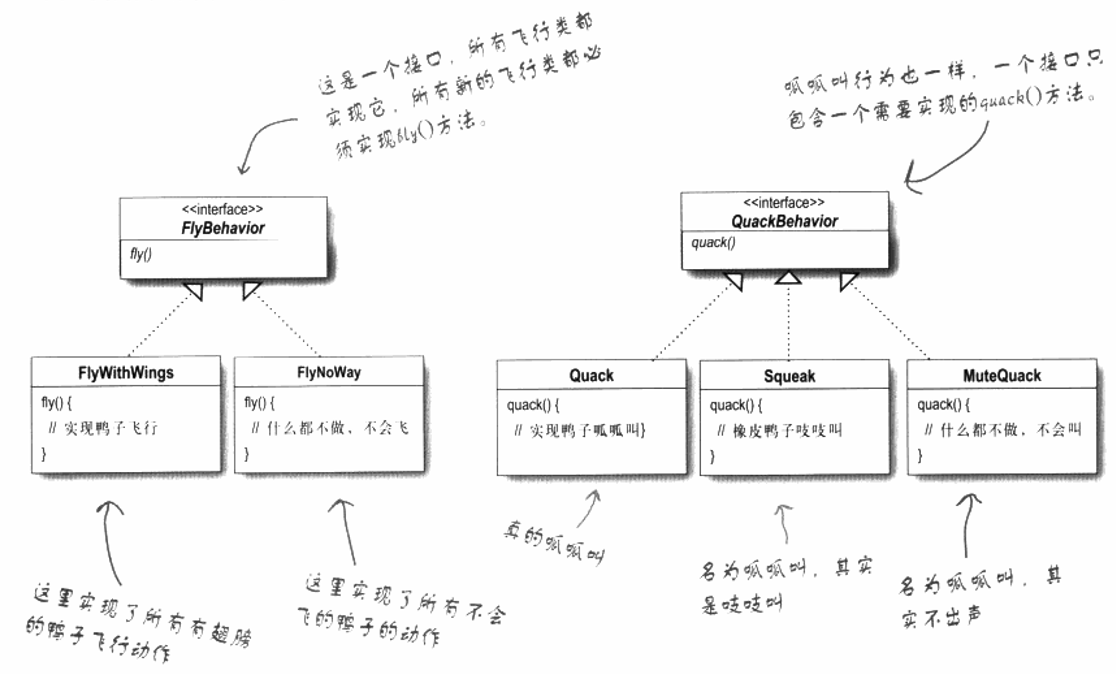 这是一个接口，所有飞行类都
实现它，所有新的飞行类都必
须实现fly()方法。
呱呱叫行为也一样，一个接口只
包含一个需要实现的quack()方法。
<<interface>>
FlyBehavior
fly()
<<interface>>
QuackBehavior
quack()
FlyWithWings
fly() {
// 实现鸭子飞行
}
FlyNoWay
fly() {
// 什么都不做，不会飞
}
Quack
quack() {
// 实现鸭子呱呱叫}
Squeak
quack() {
// 橡皮鸭子吱吱叫
}
MuteQuack
quack() {
// 什么都不做，不会叫
}
这里实现了所有有翅膀
的鸭子飞行动作
这里实现了所有不会
飞的鸭子的动作
真的呱呱叫
名为呱呱叫，其实
是吱吱叫
名为呱呱叫，其
实不出声